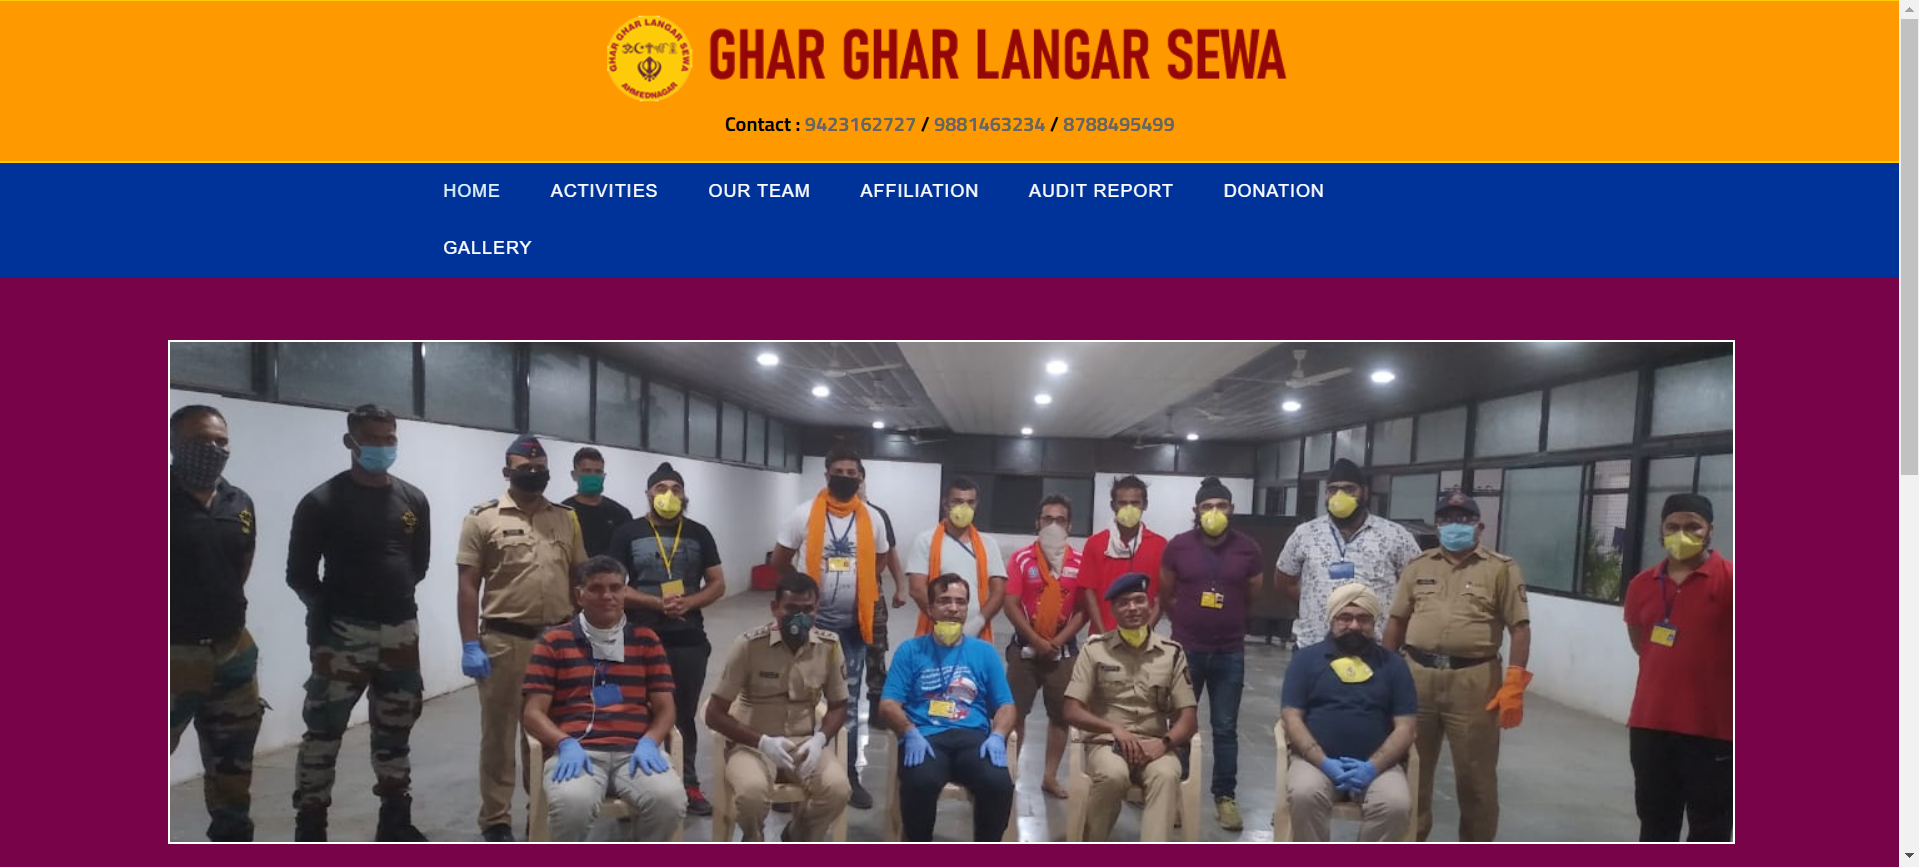 GHAR GHAR LANGAR SEWA
AHMEDNAGAR
GHAR GHAR LANGAR SEWA
Contact : 9423162727 / 9881463234 / 8788495499
HOME ACTIVITIES OUR TEAM AFFILIATION AUDIT REPORT DONATION
GALLERY